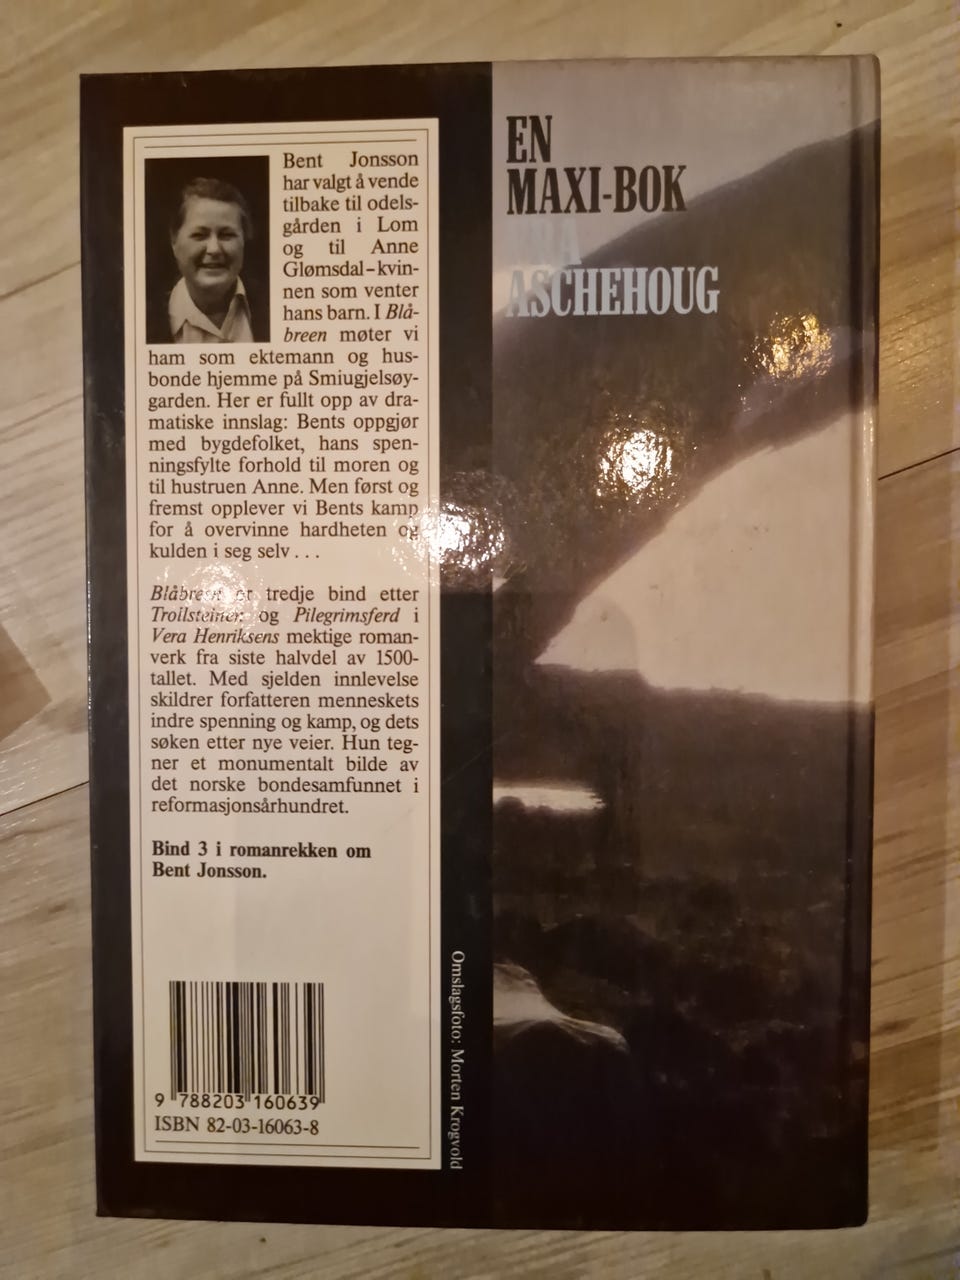 Bent Jonsson
har valgt å vende
tilbake til odels-
gården i Lom
og til Anne
Glømsdal – kvin-
nen som venter
hans barn. I Blå-
breen møter vi
ham som ektemann og hus-
bonde hjemme på Smiugjelsøy-
garden. Her er fullt opp av dra-
matiske innslag: Bents oppgjør
med bygdefolket, hans spen-
ningsfylte forhold til moren og
til hustruen Anne. Men først og
fremst opplever vi Bents kamp
for å overvinne hardheten og
kulden i seg selv . . .
Blåbreen er tredje bind etter
Trollsteinen og Pilegrimsferd i
Vera Henriksens mektige roman-
verk fra siste halvdel av 1500-
tallet. Med sjelden innlevelse
skildrer forfatteren menneskets
indre spenning og kamp, og dets
søken etter nye veier. Hun teg-
ner et monumentalt bilde av
det norske bondesamfunnet i
reformasjonsårhundret.
Bind 3 i romanrekken om
Bent Jonsson.
9 788203 160639
ISBN 82-03-16063-8
Omslagsfoto: Morten Krogvold
EN
MAXI-BOK
FRA
ASCHEHOUG